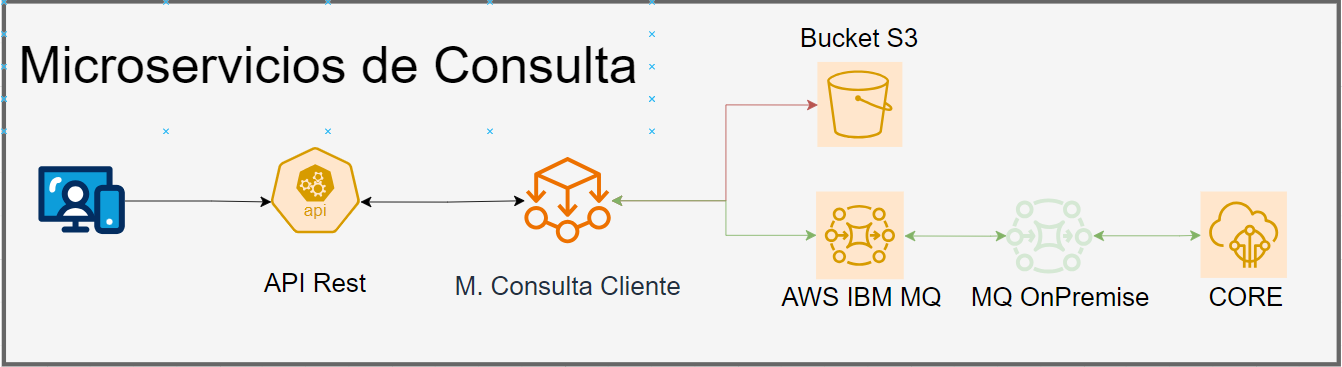 Microservicios de Consulta
Bucket S3
api
API Rest
M. Consulta Cliente
AWS IBM MQ
MQ OnPremise
CORE